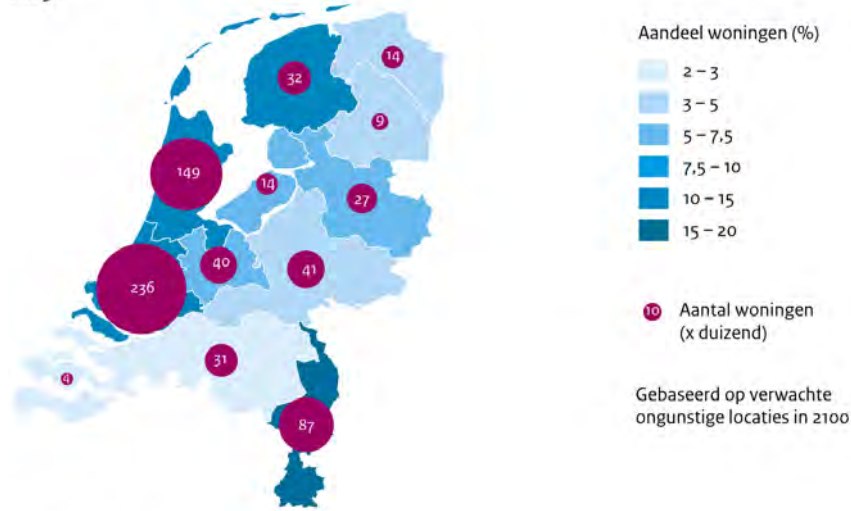 14
32
9
149
14
27
40
41
236
31
4
87
Aandeel woningen (%)
2 – 3
3 – 5
5 – 7,5
7,5 – 10
10 – 15
15 – 20
10 Aantal woningen
(x duizend)
Gebaseerd op verwachte
ongunstige locaties in 2100